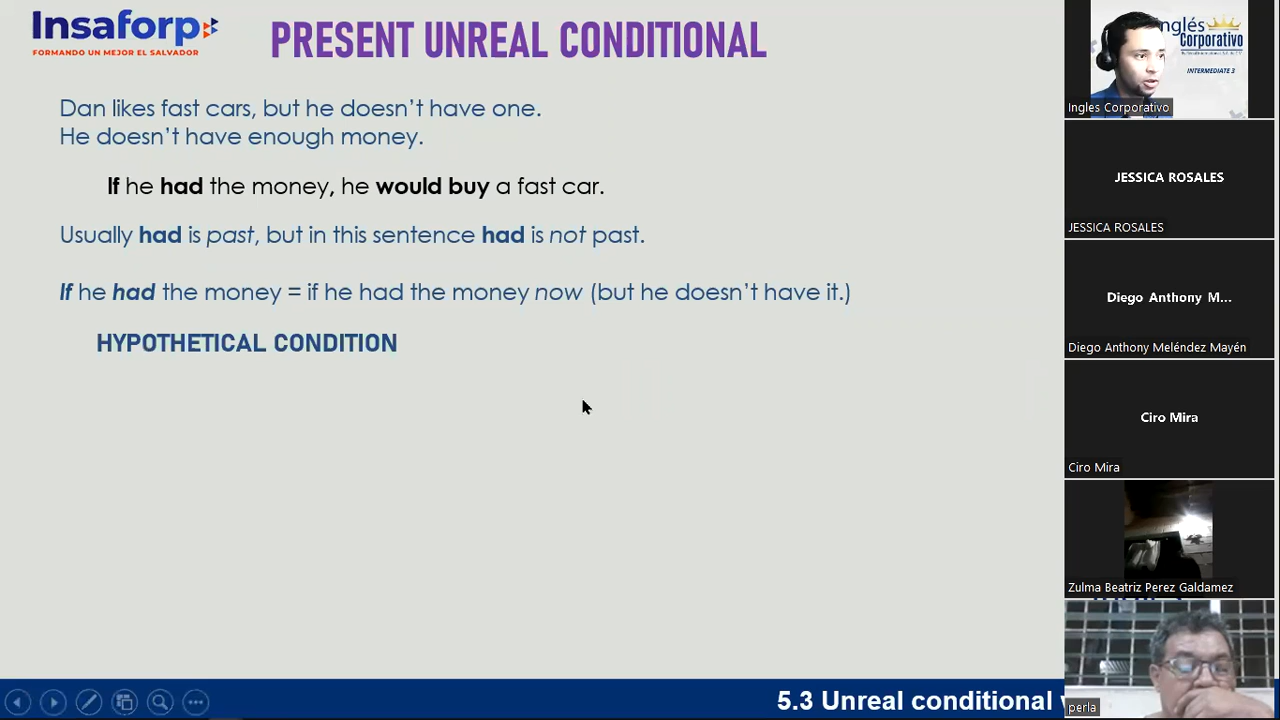 Insaforp
FORMANDO UN MEJOR EL SALVADOR
PRESENT UNREAL CONDITIONAL
Dan likes fast cars, but he doesn't have one.
He doesn't have enough money.
If he had the money, he would buy a fast car.
Usually had is past, but in this sentence had is not past.
If he had the money = if he had the money now (but he doesn't have it.)
HYPOTHETICAL CONDITION
5.3 Unreal conditional
Inglés
Corporativo
INTERMEDIATE 3
Ingles Corporativo
JESSICA ROSALES
JESSICA ROSALES
Diego Anthony M...
Diego Anthony Meléndez Mayén
Ciro Mira
Ciro Mira
Zulma Beatriz Perez Galdamez
perla